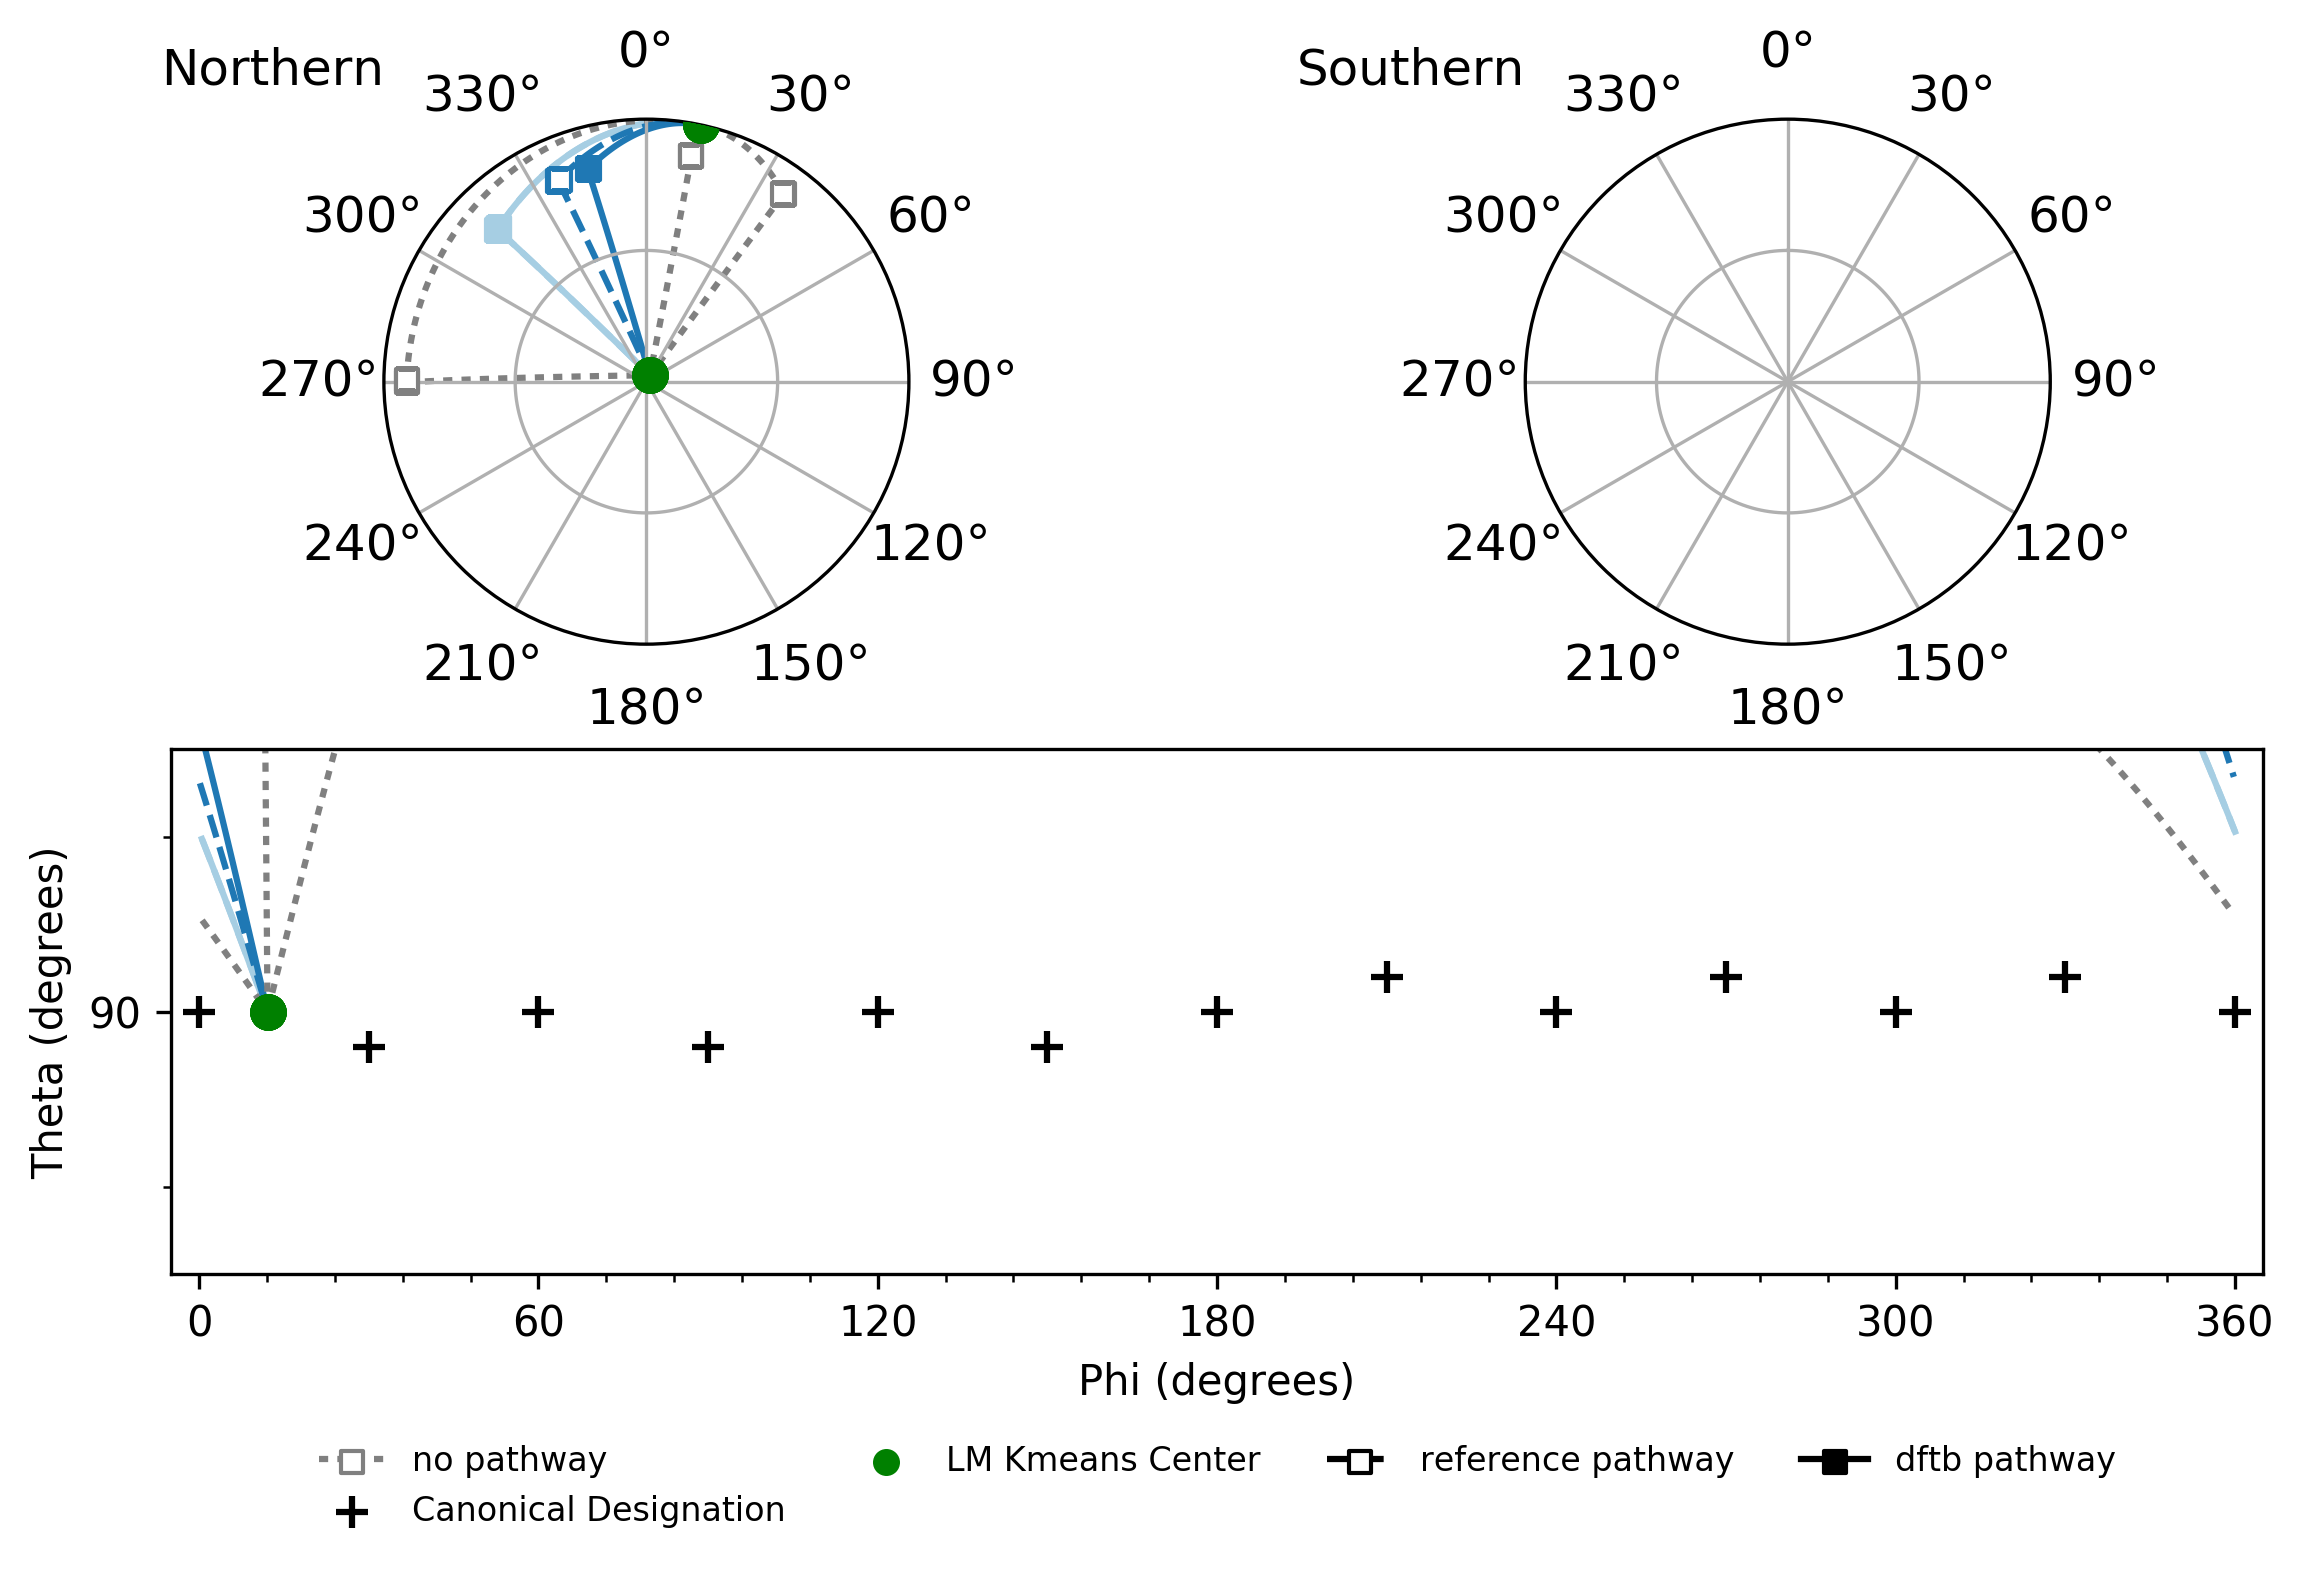 Northern
0°
330°
30°
300°
60°
270°
90°
240°
120°
210°
150°
180°
Southern
0°
330°
30°
300°
60°
270°
90°
240°
120°
210°
150°
180°
Theta (degrees)
90
0 60 120 180 240 300 360
Phi (degrees)
no pathway
Canonical Designation
LM Kmeans Center
reference pathway
dftb pathway